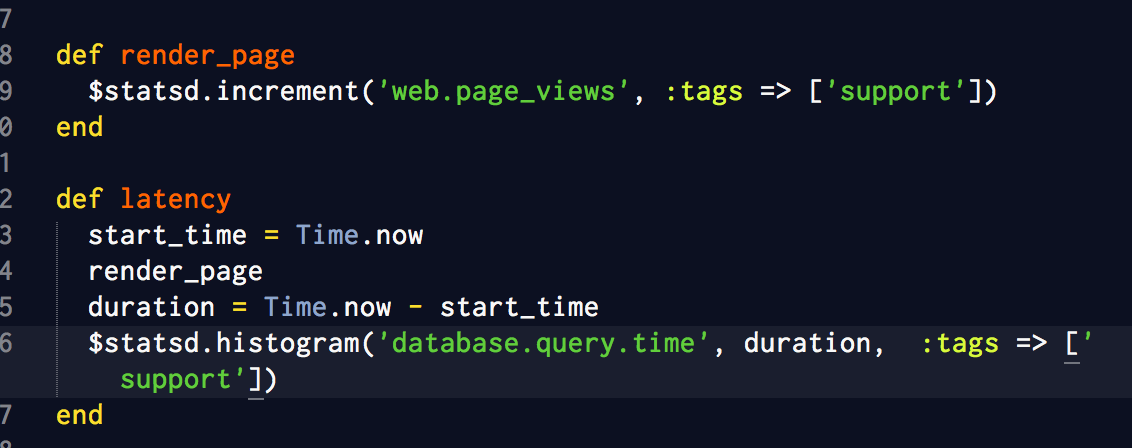 7
8 def render_page
9 $statsd.increment('web.page_views', :tags => ['support'])
0 end
1
2 def latency
3 start_time = Time.now
4 render_page
5 duration = Time.now - start_time
6 $statsd.histogram('database.query.time', duration,  :tags => ['
support'])
7 end
8